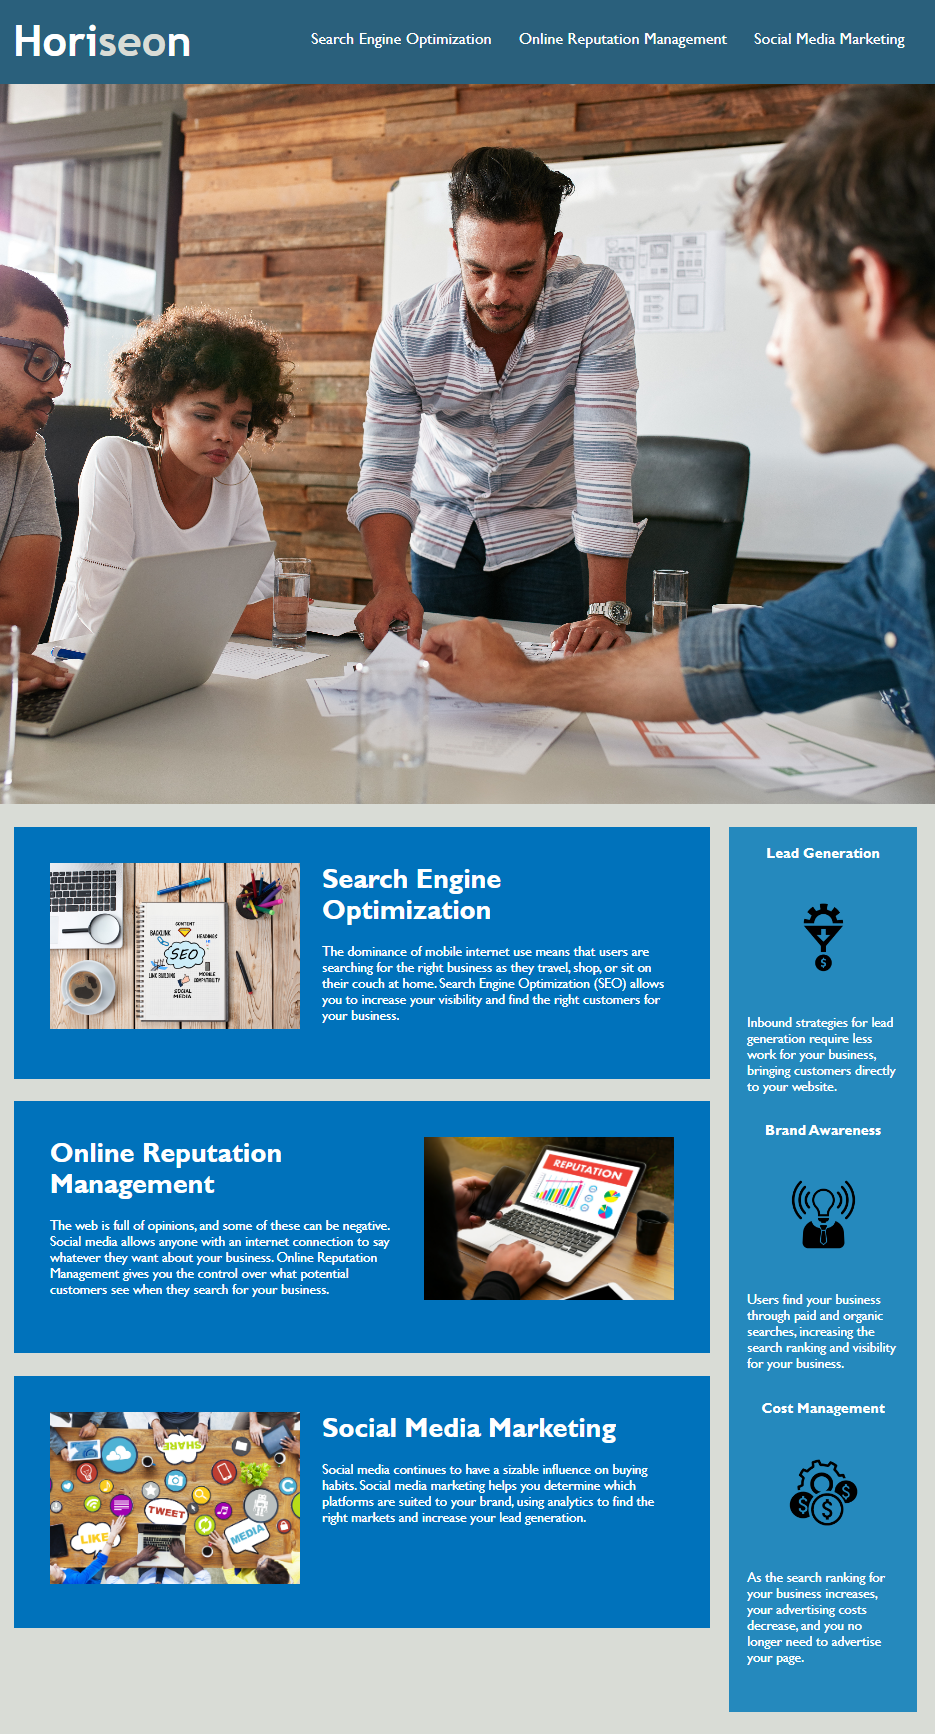 Horiseon
Search Engine Optimization
Online Reputation Management
Social Media Marketing
CONTENT
BACKLINK
HEADINGS
SEO
LINK BUILDING
MOBILE
COMPATIBILITY
SOCIAL
MEDIA
Search Engine
Optimization
The dominance of mobile internet use means that users are
searching for the right business as they travel, shop, or sit on
their couch at home. Search Engine Optimization (SEO) allows
you to increase your visibility and find the right customers for
your business.
Online Reputation
Management
The web is full of opinions, and some of these can be negative.
Social media allows anyone with an internet connection to say
whatever they want about your business. Online Reputation
Management gives you the control over what potential
customers see when they search for your business.
REPUTATION
SHARE
TWEET
LIKE
MEDIA
Social Media Marketing
Social media continues to have a sizable influence on buying
habits. Social media marketing helps you determine which
platforms are suited to your brand, using analytics to find the
right markets and increase your lead generation.
Lead Generation
$
Inbound strategies for lead
generation require less
work for your business,
bringing customers directly
to your website.
Brand Awareness
Users find your business
through paid and organic
searches, increasing the
search ranking and visibility
for your business.
Cost Management
$ $ $
As the search ranking for
your business increases,
your advertising costs
decrease, and you no
longer need to advertise
your page.